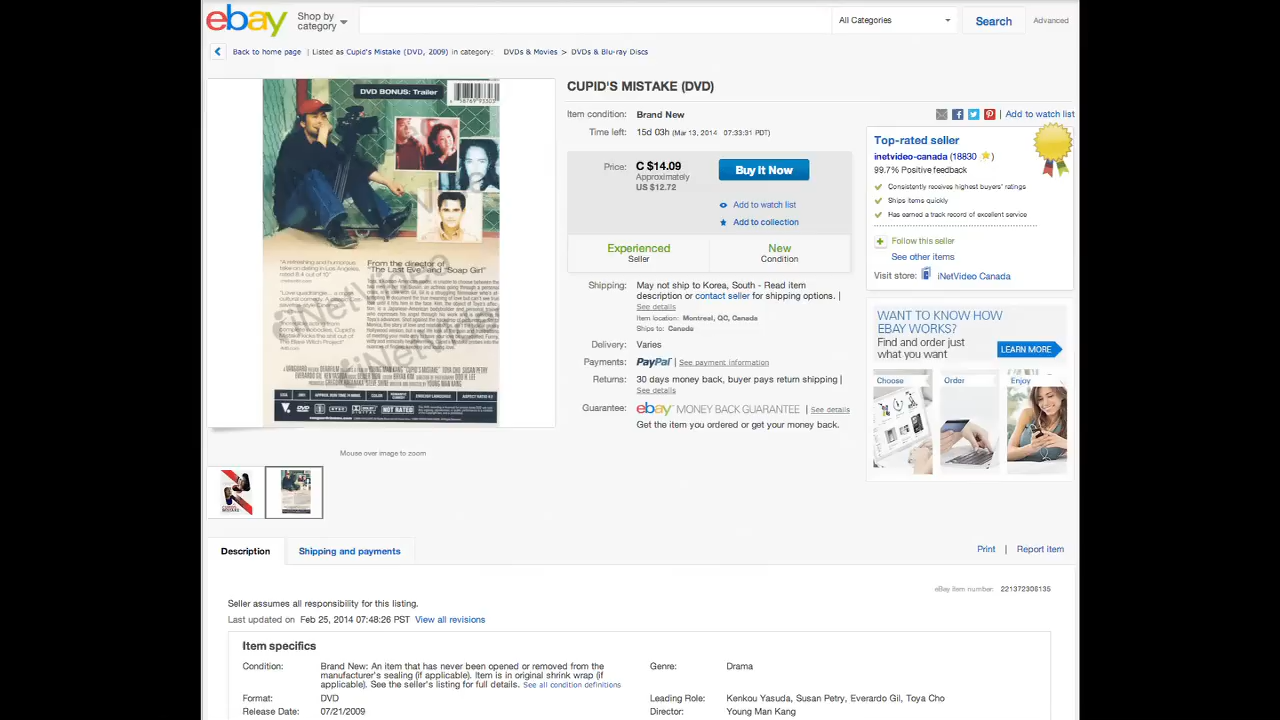 ebay
Shop by
category
All Categories
Search
Advanced
Back to home page | Listed as Cupid's Mistake (DVD, 2009) in category: DVDs & Movies > DVDs & Blu-ray Discs
DVD BONUS: Trailer
From the director of
"The Last Eve" and "Soap Girl"
NOT RATED
iNetVideo
iNetVideo
Mouse over image to zoom
CUPID'S MISTAKE (DVD)
Item condition: Brand New
Time left: 15d 03h (Mar 13, 2014 07:33:31 PDT)
Price: C $14.09
Approximately
US $12.72
Buy It Now
Add to watch list
Add to collection
Experienced
Seller
New
Condition
Shipping: May not ship to Korea, South - Read item
description or contact seller for shipping options. |
See details
Item location: Montreal, QC, Canada
Ships to: Canada
Delivery: Varies
Payments: PayPal | See payment information
Returns: 30 days money back, buyer pays return shipping |
See details
Guarantee: ebay MONEY BACK GUARANTEE | See details
Get the item you ordered or get your money back.
| Add to watch list
Top-rated seller
inetvideo-canada (18830 )
99.7% Positive feedback
Consistently receives highest buyers' ratings
Ships items quickly
Has earned a track record of excellent service
Follow this seller
See other items
Visit store: iNetVideo Canada
WANT TO KNOW HOW
EBAY WORKS?
Find and order just
what you want
LEARN MORE
Choose
Order
Enjoy
Description
Shipping and payments
Print | Report item
eBay item number: 221372306135
Seller assumes all responsibility for this listing.
Last updated on Feb 25, 2014 07:48:26 PST View all revisions
Item specifics
Condition: Brand New: An item that has never been opened or removed from the
manufacturer's sealing (if applicable). Item is in original shrink wrap (if
applicable). See the seller's listing for full details. See all condition definitions
Genre: Drama
Format: DVD
Leading Role: Kenkou Yasuda, Susan Petry, Everardo Gil, Toya Cho
Release Date: 07/21/2009
Director: Young Man Kang